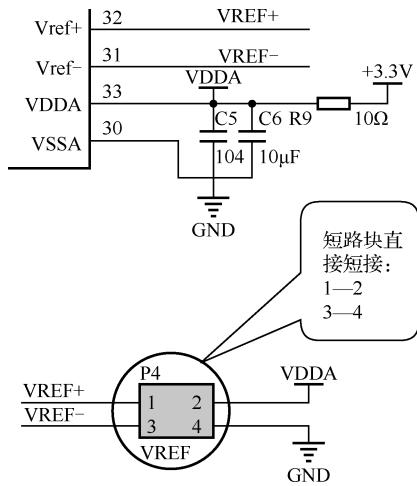 Vref+ 32 VREF+
Vref− 31 VREF−
VDDA
+3.3V
VDDA 33
C5 C6 R9 10Ω
VSSA 30
104 10μF
GND
短路块直
接短接：
1—2
3—4
P4
VREF+ 1 2 VDDA
VREF− 3 4
VREF
GND